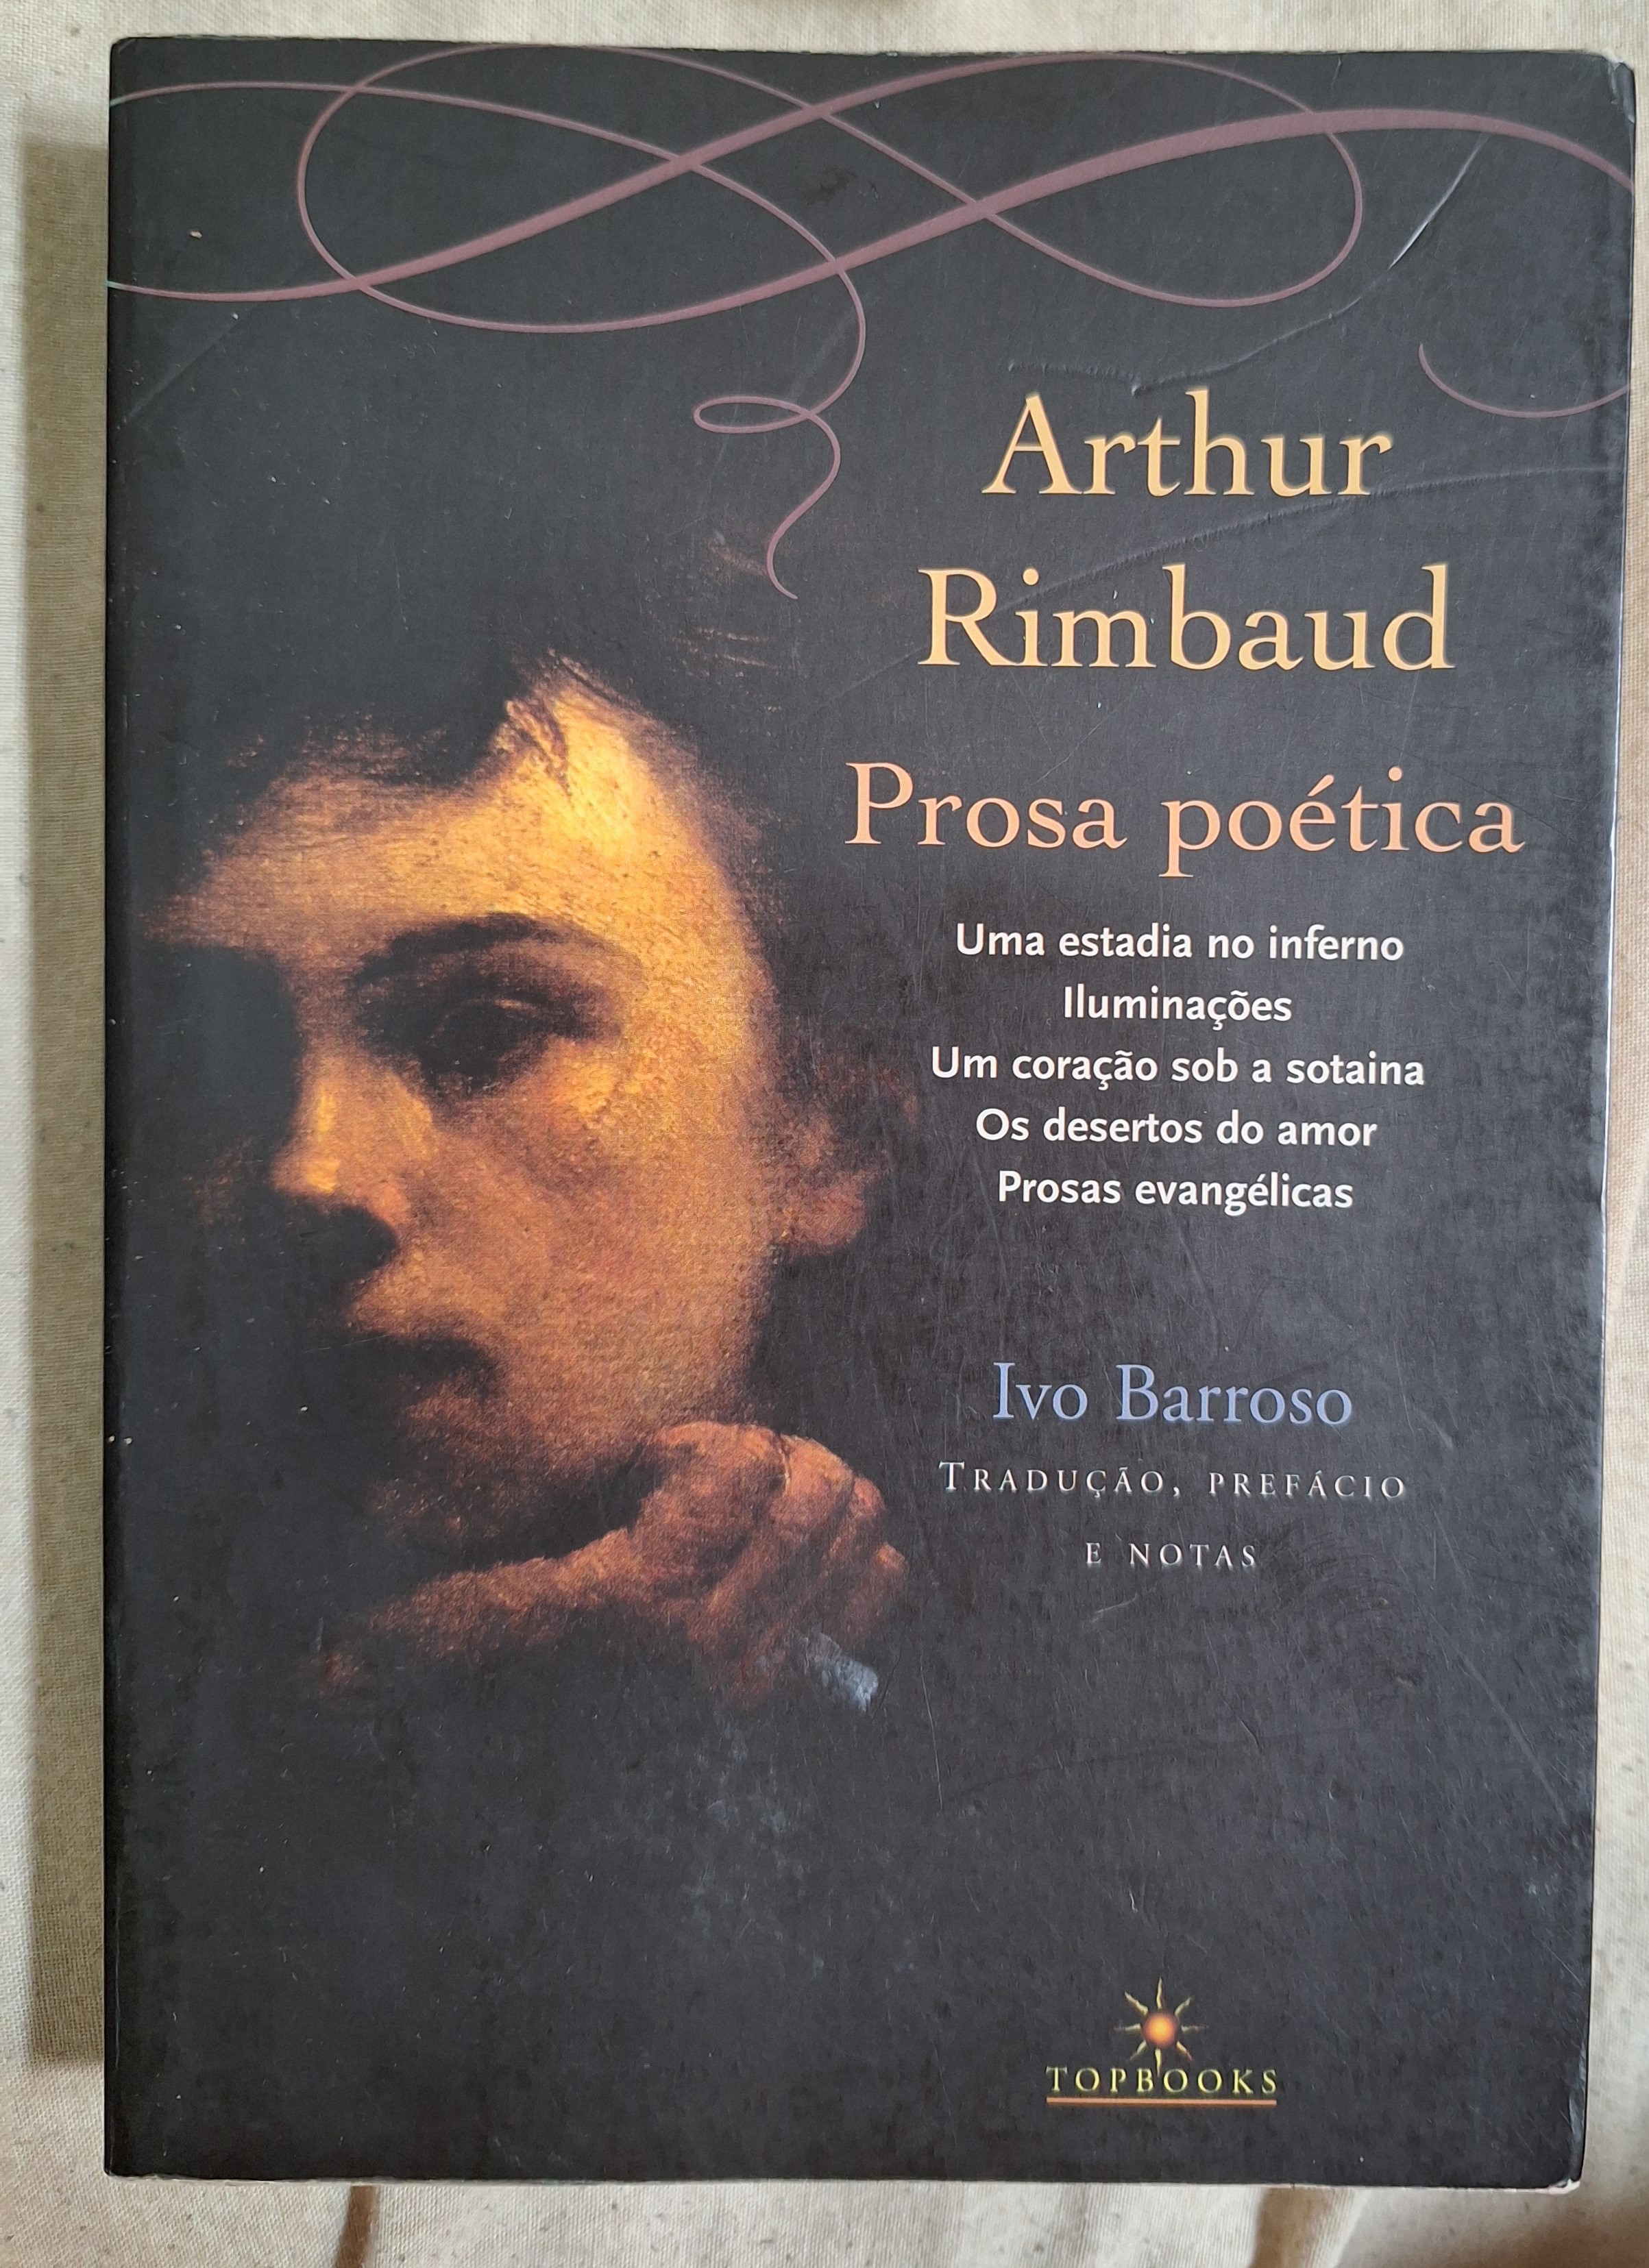 Arthur
Rimbaud
Prosa poética
Uma estadia no inferno
Iluminações
Um coração sob a sotaina
Os desertos do amor
Prosas evangélicas
Ivo Barroso
TRADUÇÃO, PREFÁCIO
E NOTAS
TOPBOOKS